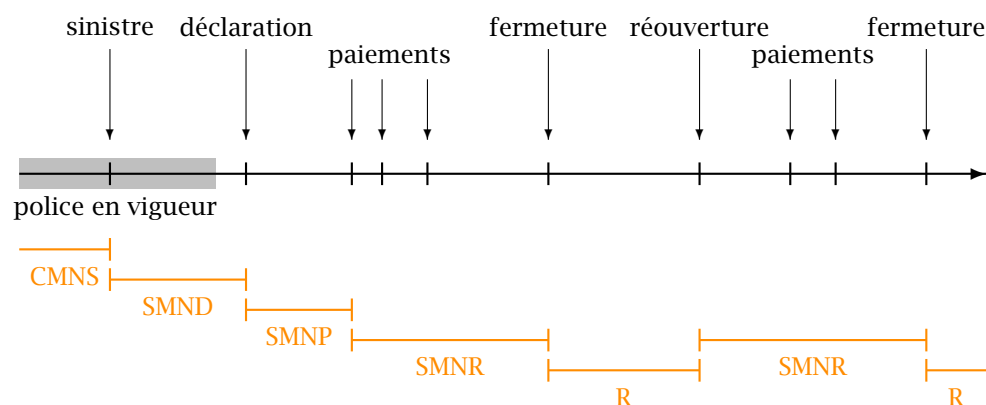 sinistre déclaration fermeture réouverture fermeture
paiements paiements
police en vigueur
CMNS
SMND
SMNP
SMNR SMNR
R R